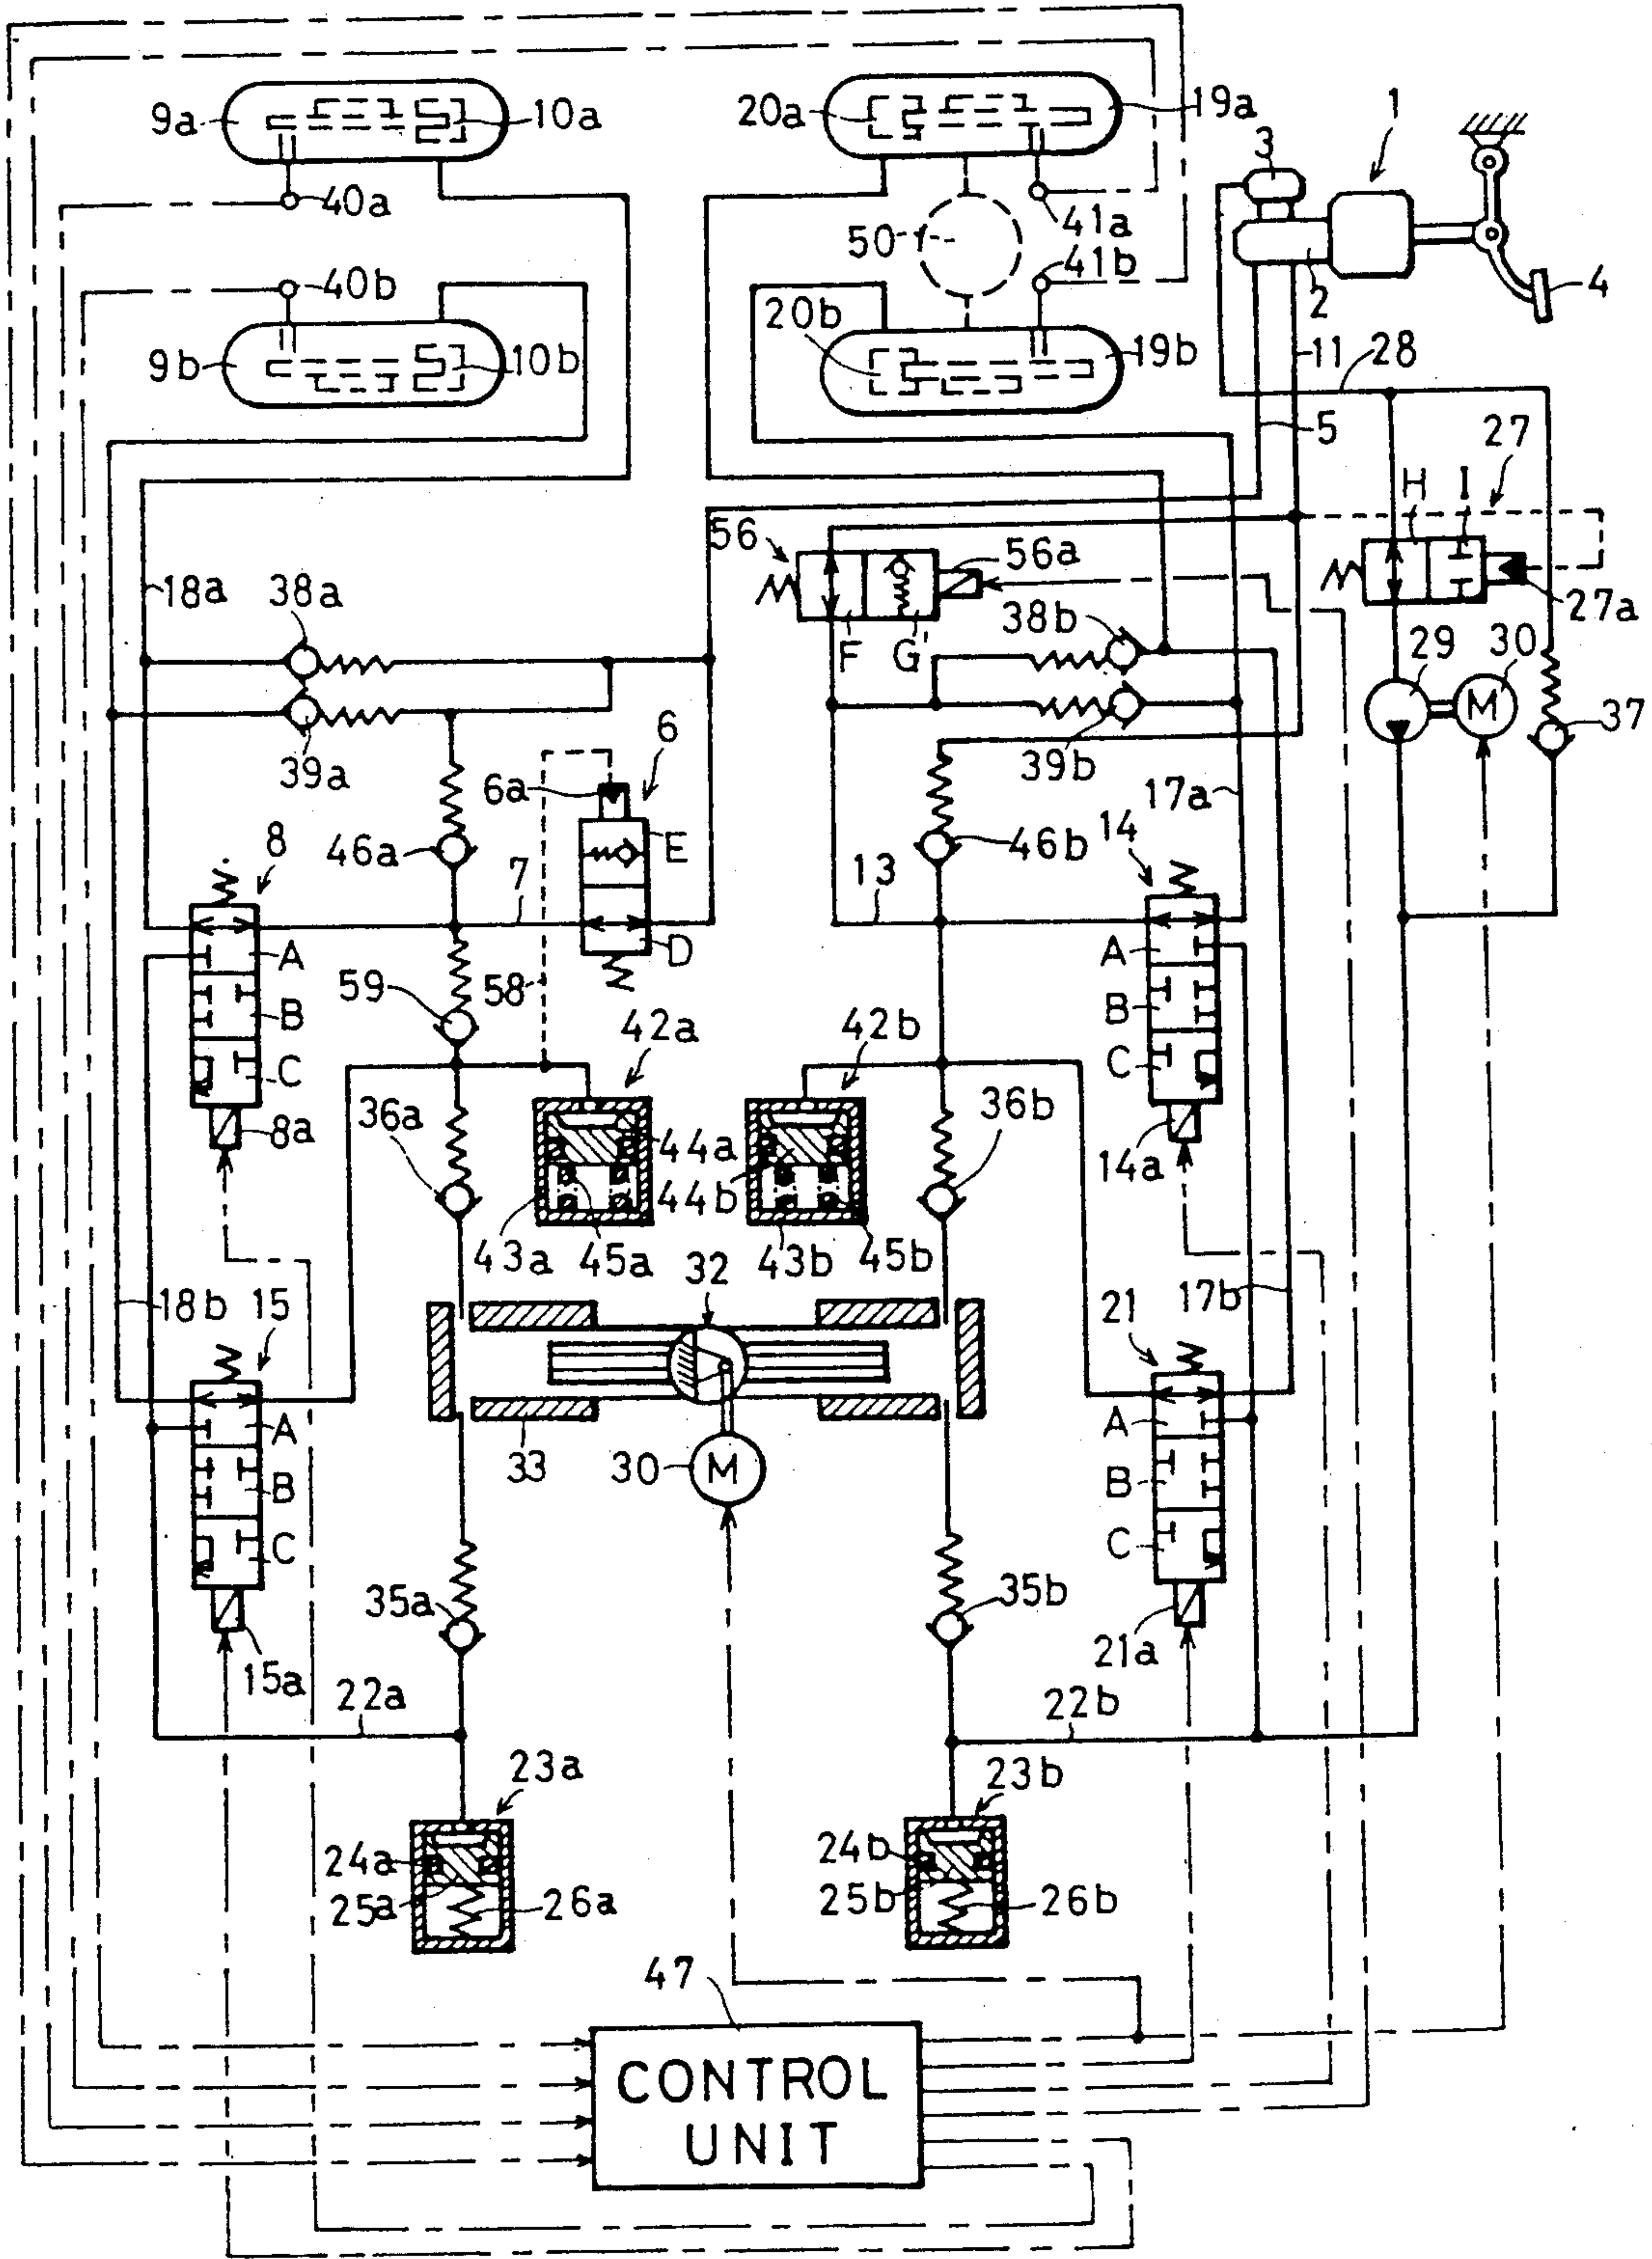 9a
10a
20a
19a
1
3
40a
50
41a
2
4
40b
41b
20b
9b
10b
19b
11
28
5
27
H
I
56
56a
18a
38a
38b
27a
F
G'
29
30
M
37
39a
6
6a
39b
17a
8
46a
E
46b
14
7
13
D
A
A
59
58
B
42a
42b
B
C
C
36a
36b
8a
44a
14a
44b
43a
45a
43b
45b
32
18b
15
21
17b
A
A
33
30
M
B
B
C
C
35a
35b
15a
21a
22a
22b
23a
23b
24a
24b
25a
26a
25b
26b
47
CONTROL
UNIT